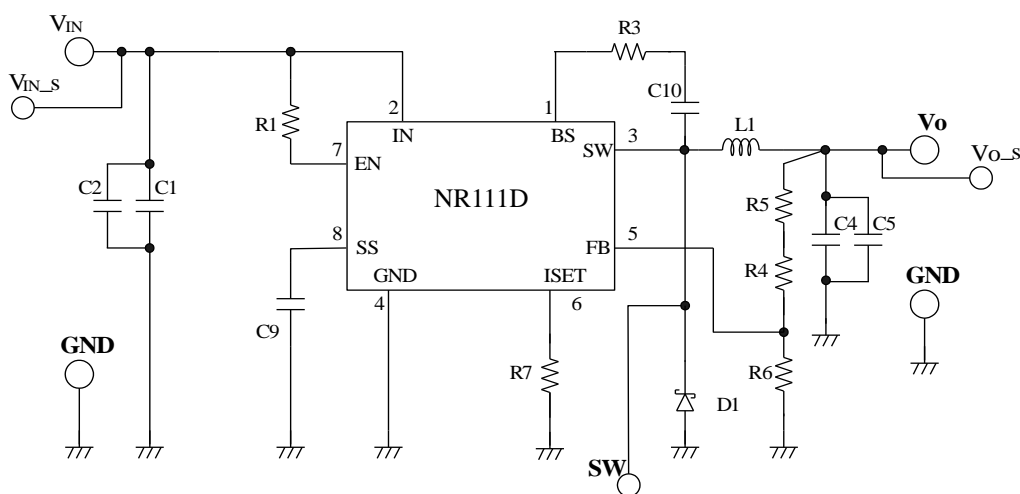 VIN
VIN_S
R1
C2
C1
GND
7
EN
2
IN
1
BS
R3
C10
SW
3
NR111D
8
SS
GND
4
ISET
6
FB
5
C9
R7
L1
Vo
VO_S
R5
R4
R6
C4
C5
GND
D1
SW